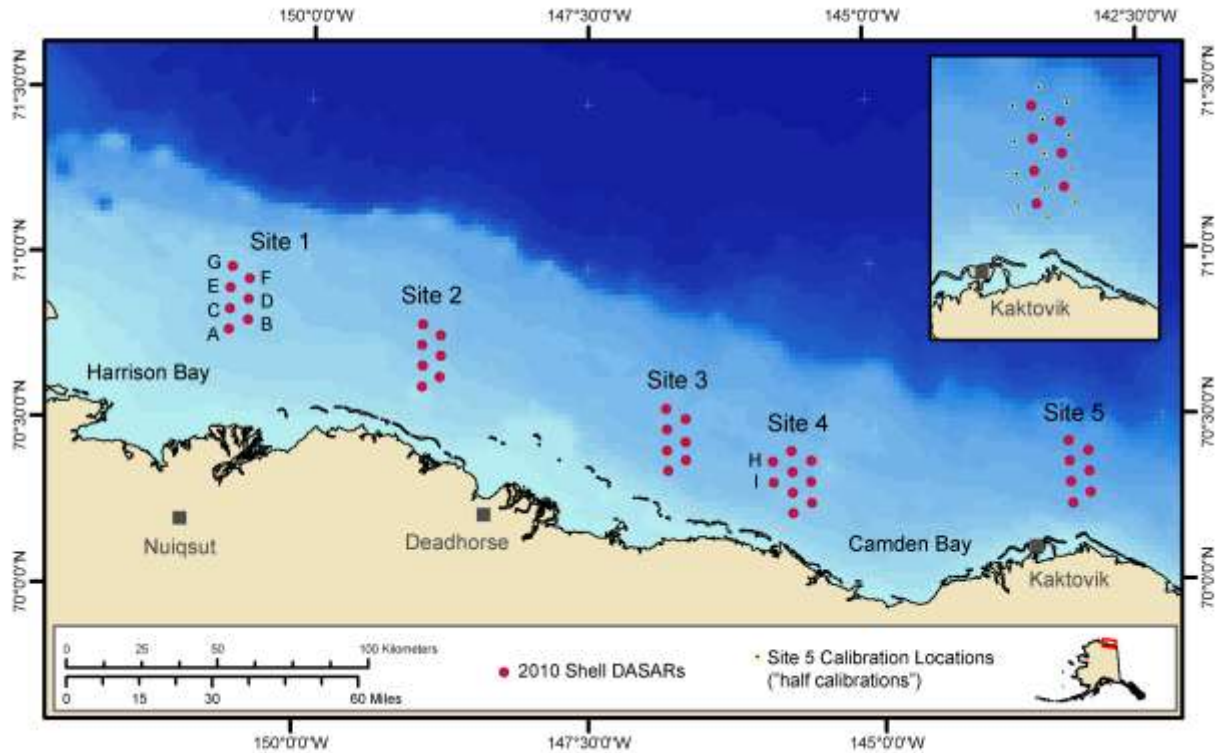 150°0'0"W 147°30'0"W 145°0'0"W 142°30'0"W
71°30'0"N 71°30'0"N
71°0'0"N 71°0'0"N
Site 1
G F
E D
C B
A
Site 2
Kaktovik
Harrison Bay
Site 3
70°30'0"N 70°30'0"N
Site 4
Site 5
H
I
Nuiqsut
Deadhorse
Camden Bay
Kaktovik
70°0'0"N 70°0'0"N
0 25 50 100 Kilometers
0 15 30 60 Miles
2010 Shell DASARs
Site 5 Calibration Locations
("half calibrations")
150°0'0"W 147°30'0"W 145°0'0"W